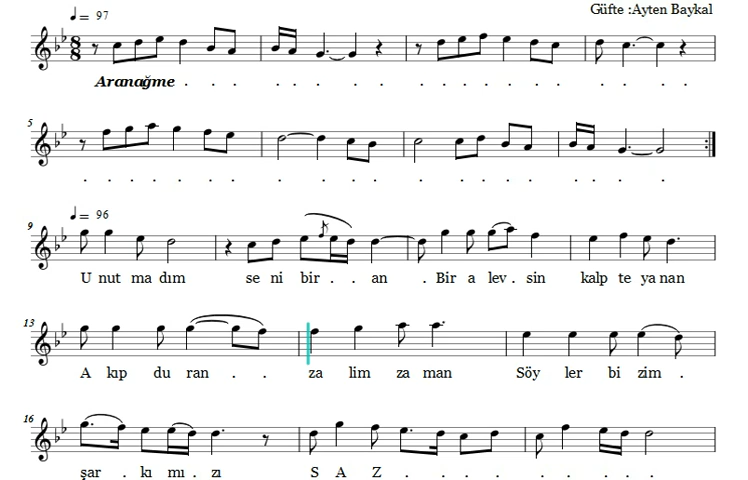 ♩ = 97
Güfte :Ayten Baykal
8
8
Aranağme . . . . . . . . . . . . . . . . .
5
. . . . . . . . . . . . . . . .
9
♩ = 96
U nut ma dım se ni bir . . an . Bir a lev . sin kalp te ya nan
13
A kıp du ran . . za lim za man Söy ler bi zim .
16
şar . kı mı . zı S A Z . . . . . . . . .